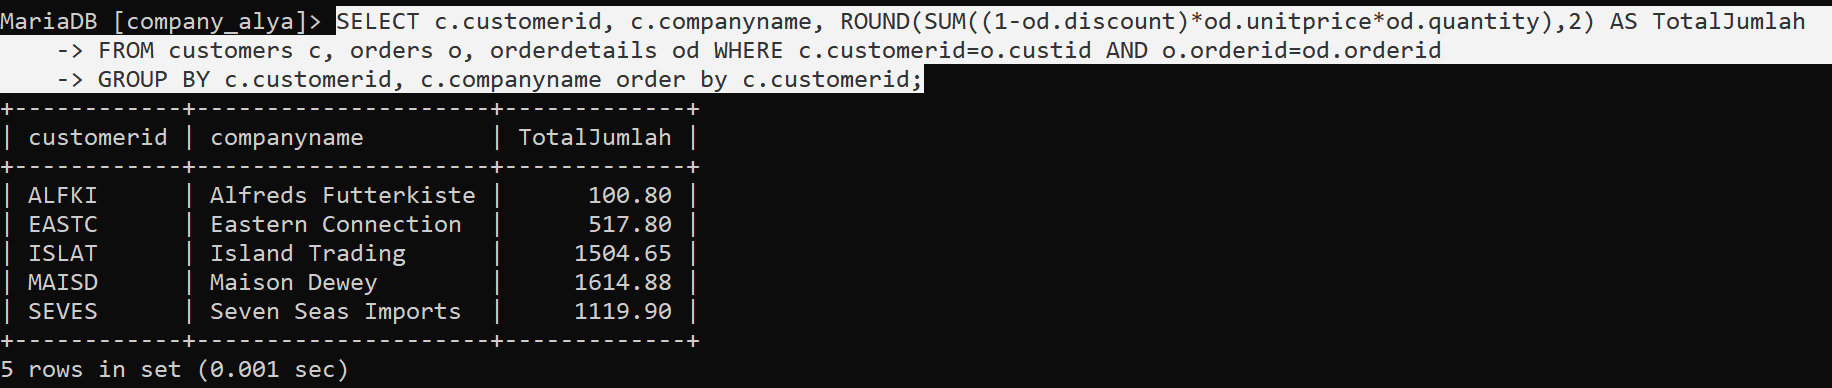 MariaDB [company_alya]> SELECT c.customerid, c.companyname, ROUND(SUM((1-od.discount)*od.unitprice*od.quantity),2) AS TotalJumlah
    -> FROM customers c, orders o, orderdetails od WHERE c.customerid=o.custid AND o.orderid=od.orderid
    -> GROUP BY c.customerid, c.companyname order by c.customerid;
+------------+---------------------+-------------+
| customerid | companyname         | TotalJumlah |
+------------+---------------------+-------------+
| ALFKI      | Alfreds Futterkiste |      100.80 |
| EASTC      | Eastern Connection  |      517.80 |
| ISLAT      | Island Trading      |     1504.65 |
| MAISD      | Maison Dewey        |     1614.88 |
| SEVES      | Seven Seas Imports  |     1119.90 |
+------------+---------------------+-------------+
5 rows in set (0.001 sec)